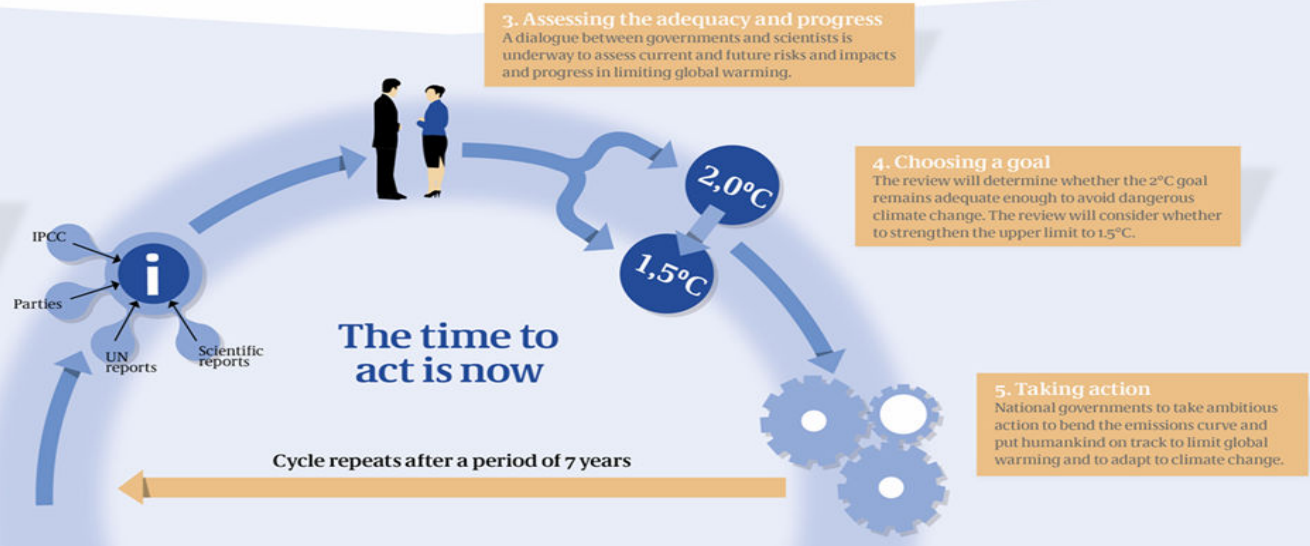 3. Assessing the adequacy and progress
A dialogue between governments and scientists is
underway to assess current and future risks and impacts
and progress in limiting global warming.
2,0°C
4. Choosing a goal
The review will determine whether the 2°C goal
remains adequate enough to avoid dangerous
climate change. The review will consider whether
to strengthen the upper limit to 1.5°C.
1,5°C
IPCC
i
Parties
UN
reports
Scientific
reports
The time to
act is now
5. Taking action
National governments to take ambitious
action to bend the emissions curve and
put humankind on track to limit global
warming and to adapt to climate change.
Cycle repeats after a period of 7 years